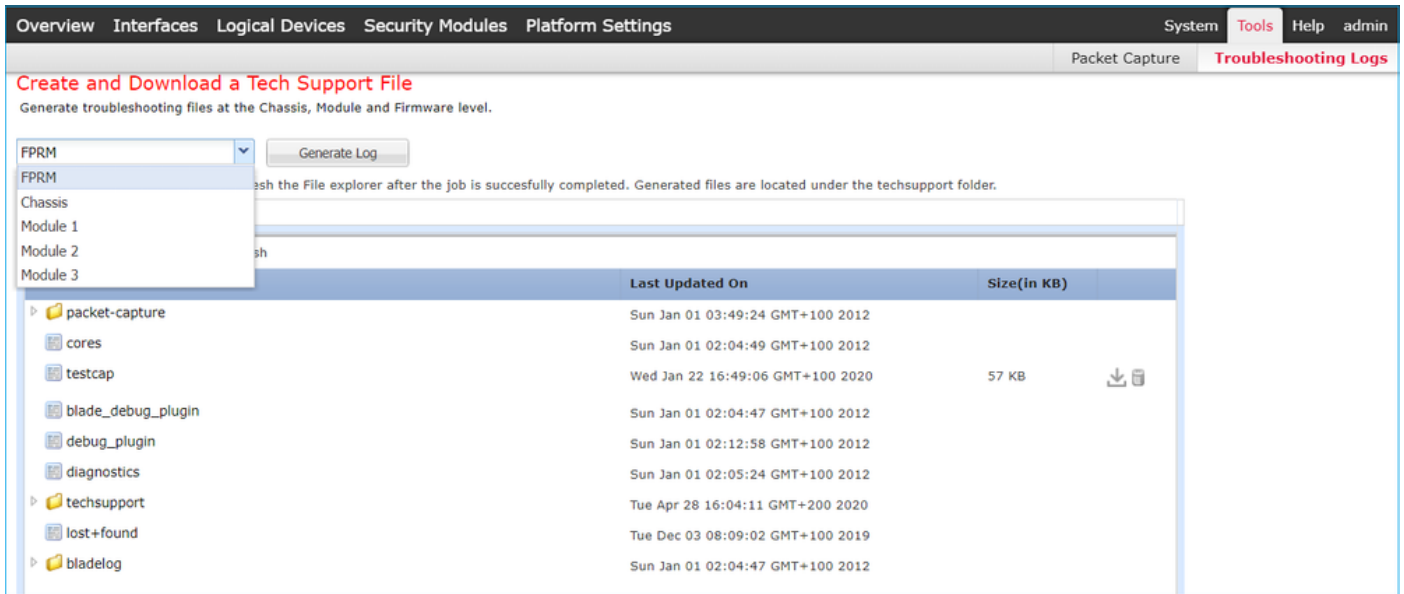 Overview Interfaces Logical Devices Security Modules Platform Settings System Tools Help admin
Packet Capture Troubleshooting Logs
Create and Download a Tech Support File
Generate troubleshooting files at the Chassis, Module and Firmware level.
FPRM Generate Log
FPRM
esh the File explorer after the job is succesfully completed. Generated files are located under the techsupport folder.
Chassis
Module 1
Module 2 sh
Module 3
Last Updated On Size(in KB)
packet-capture Sun Jan 01 03:49:24 GMT+100 2012
cores Sun Jan 01 02:04:49 GMT+100 2012
testcap Wed Jan 22 16:49:06 GMT+100 2020 57 KB
blade_debug_plugin Sun Jan 01 02:04:47 GMT+100 2012
debug_plugin Sun Jan 01 02:12:58 GMT+100 2012
diagnostics Sun Jan 01 02:05:24 GMT+100 2012
techsupport Tue Apr 28 16:04:11 GMT+200 2020
lost+found Tue Dec 03 08:09:02 GMT+100 2019
bladelog Sun Jan 01 02:04:47 GMT+100 2012